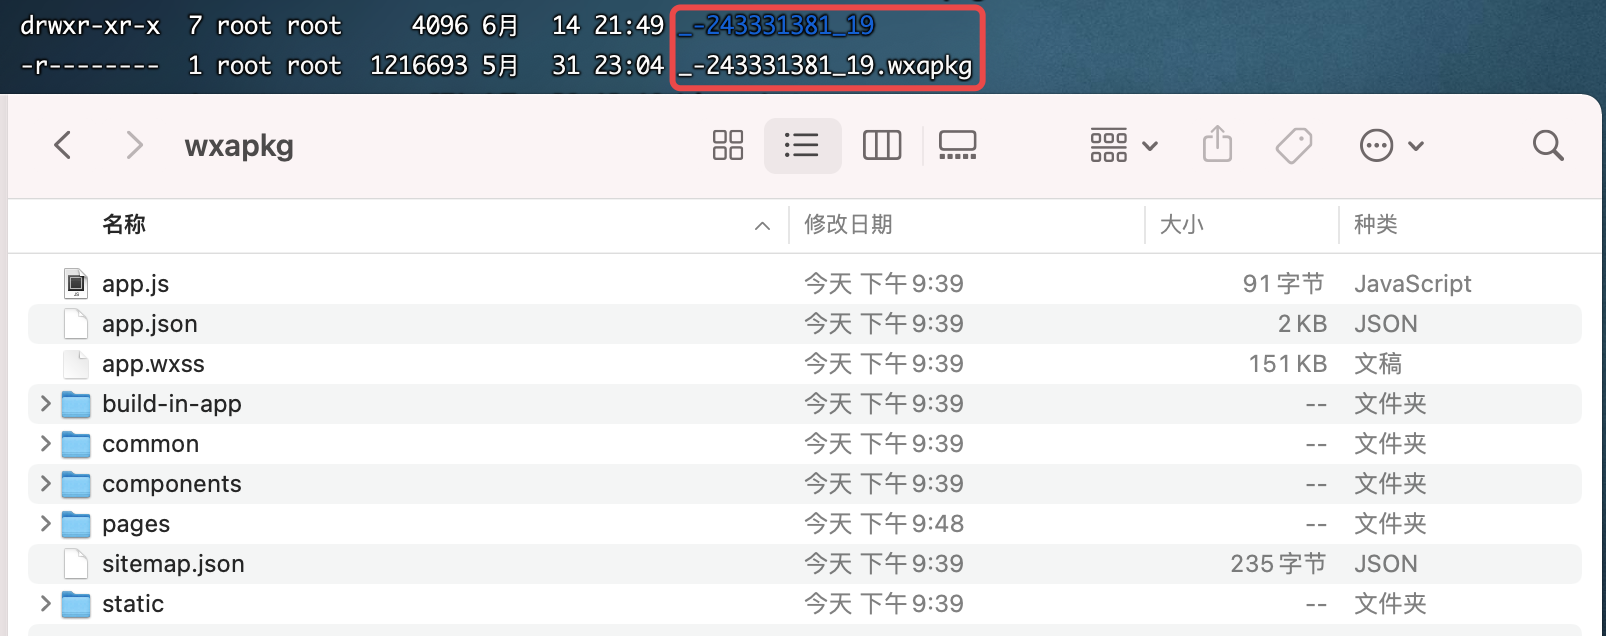 drwxr-xr-x 7 root root 4096 6月 14 21:49 _-243331381_19
-r-------- 1 root root 1216693 5月 31 23:04 _-243331381_19.wxapkg
wxapkg
名称 修改日期 大小 种类
app.js 今天 下午9:39 91字节 JavaScript
app.json 今天 下午9:39 2 KB JSON
app.wxss 今天 下午9:39 151 KB 文稿
build-in-app 今天 下午9:39 -- 文件夹
common 今天 下午9:39 -- 文件夹
components 今天 下午9:39 -- 文件夹
pages 今天 下午9:48 -- 文件夹
sitemap.json 今天 下午9:39 235字节 JSON
static 今天 下午9:39 -- 文件夹